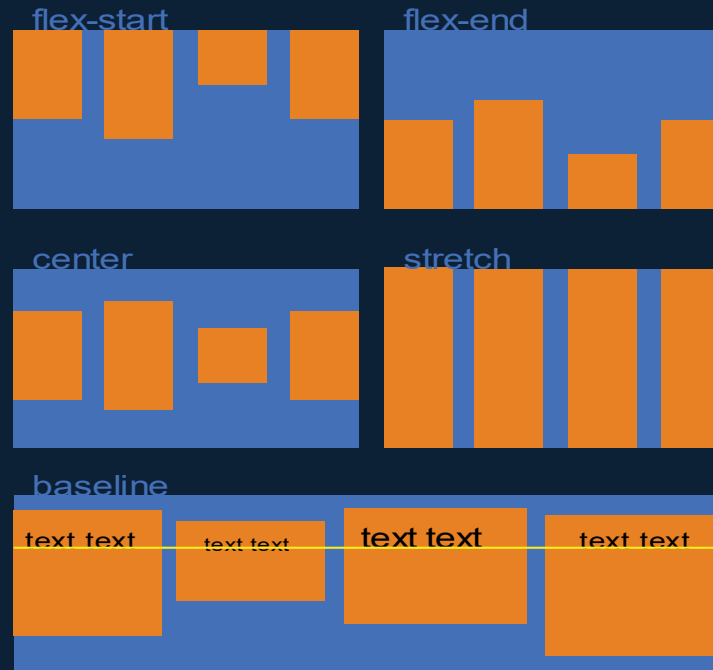 flex-start
flex-end
center
stretch
baseline
text text
text text
text text
text text